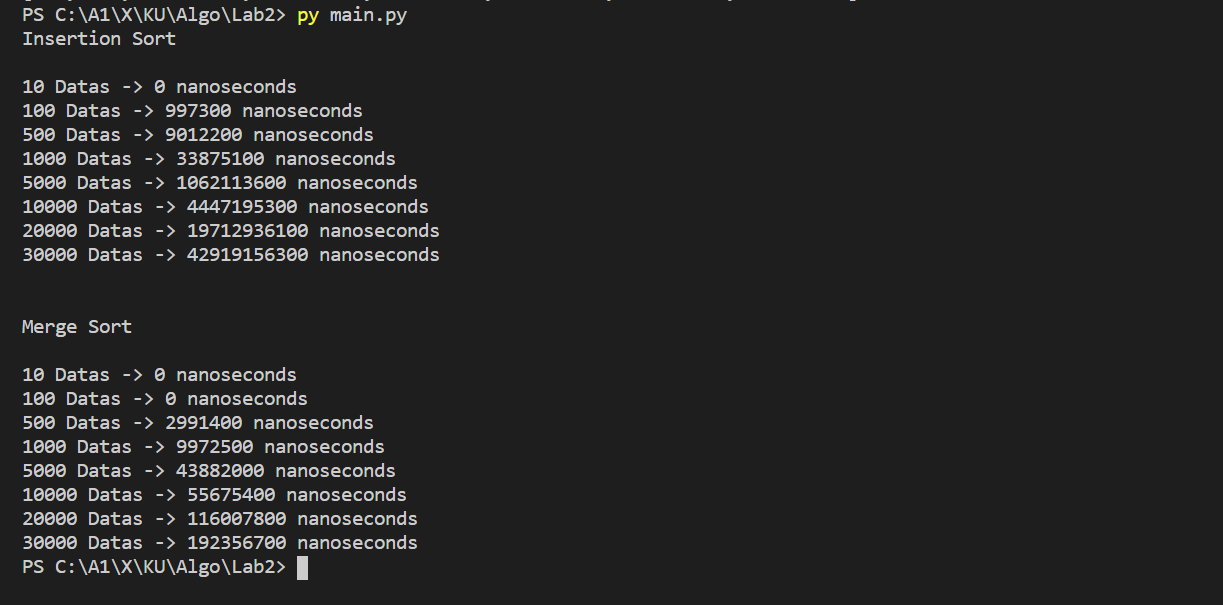 PS C:\A1\X\KU\Algo\Lab2> py main.py
Insertion Sort
10 Datas -> 0 nanoseconds
100 Datas -> 997300 nanoseconds
500 Datas -> 9012200 nanoseconds
1000 Datas -> 33875100 nanoseconds
5000 Datas -> 1062113600 nanoseconds
10000 Datas -> 4447195300 nanoseconds
20000 Datas -> 19712936100 nanoseconds
30000 Datas -> 42919156300 nanoseconds
Merge Sort
10 Datas -> 0 nanoseconds
100 Datas -> 0 nanoseconds
500 Datas -> 2991400 nanoseconds
1000 Datas -> 9972500 nanoseconds
5000 Datas -> 43882000 nanoseconds
10000 Datas -> 55675400 nanoseconds
20000 Datas -> 116007800 nanoseconds
30000 Datas -> 192356700 nanoseconds
PS C:\A1\X\KU\Algo\Lab2>